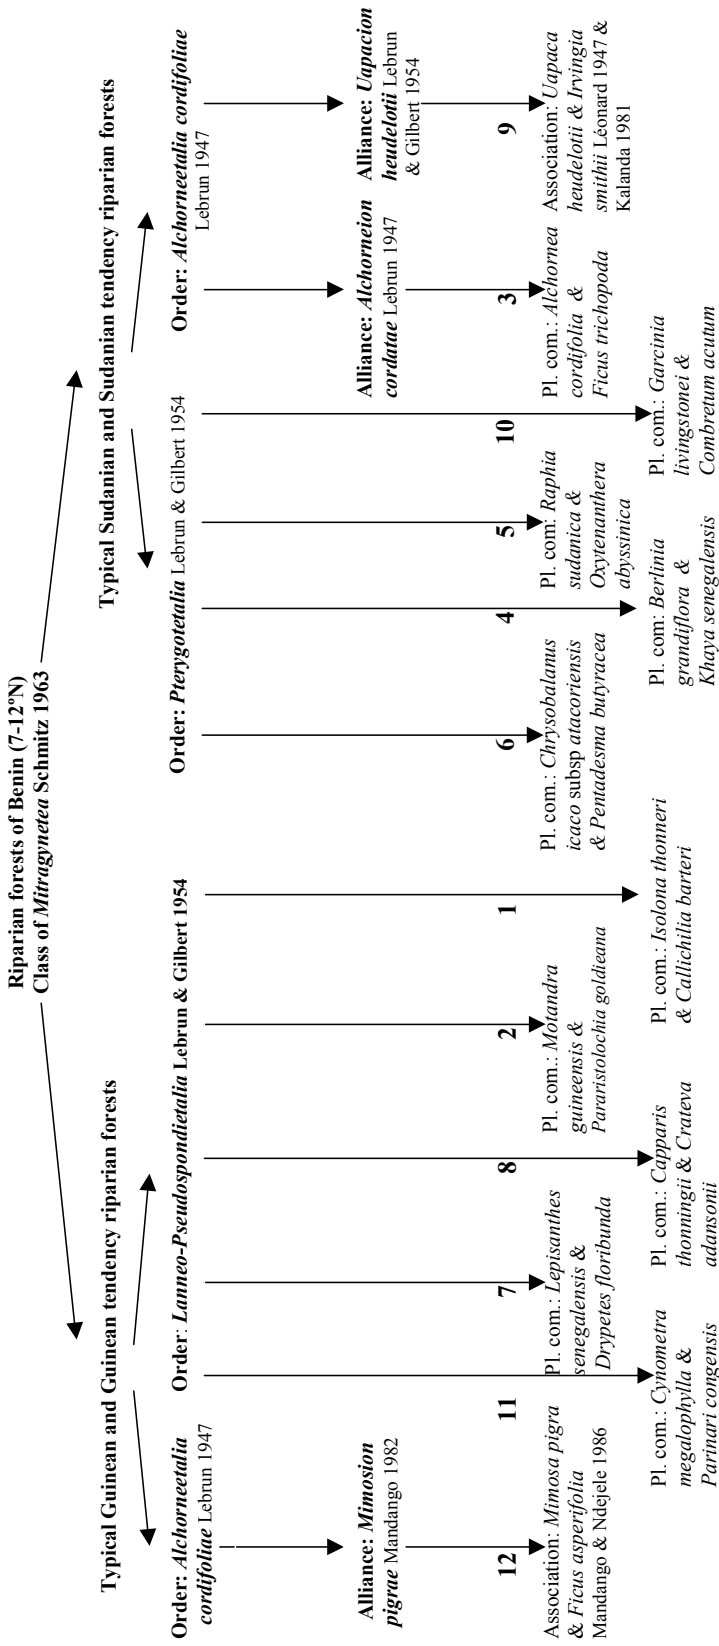 Riparian forests of Benin (7-12°N)
Class of Mitragynetea Schmitz 1963
Typical Guinean and Guinean tendency riparian forests
Typical Sudanian and Sudanian tendency riparian forests
Order: Alchorneetalia
cordifoliae Lebrun 1947
Order: Lanneo-Pseudospondietalia Lebrun & Gilbert 1954
Order: Pterygotetalia Lebrun & Gilbert 1954
Order: Alchorneetalia cordifoliae
Lebrun 1947
Alliance: Mimosion
pigrae Mandango 1982
Alliance: Alchorneion
cordatae Lebrun 1947
Alliance: Uapacion
heudelotii Lebrun
& Gilbert 1954
12
11
7
8
2
1
6
4
5
10
3
9
Association: Mimosa pigra
& Ficus asperifolia
Mandango & Ndejele 1986
Pl. com.: Lepisanthes
senegalensis &
Drypetes floribunda
Pl. com.: Motandra
guineensis &
Pararistolochia goldieana
Pl. com.: Chrysobalanus
icaco subsp atacoriensis
& Pentadesma butyracea
Pl. com: Raphia
sudanica &
Oxytenanthera
abyssinica
Pl. com.: Alchornea
cordifolia &
Ficus trichopoda
Association: Uapaca
heudelotii & Irvingia
smithii Léonard 1947 &
Kalanda 1981
Pl. com.: Cynometra
megalophylla &
Parinari congensis
Pl. com.: Capparis
thonningii & Crateva
adansonii
Pl. com.: Isolona thonneri
& Callichilia barteri
Pl. com: Berlinia
grandiflora &
Khaya senegalensis
Pl. com.: Garcinia
livingstonei &
Combretum acutum